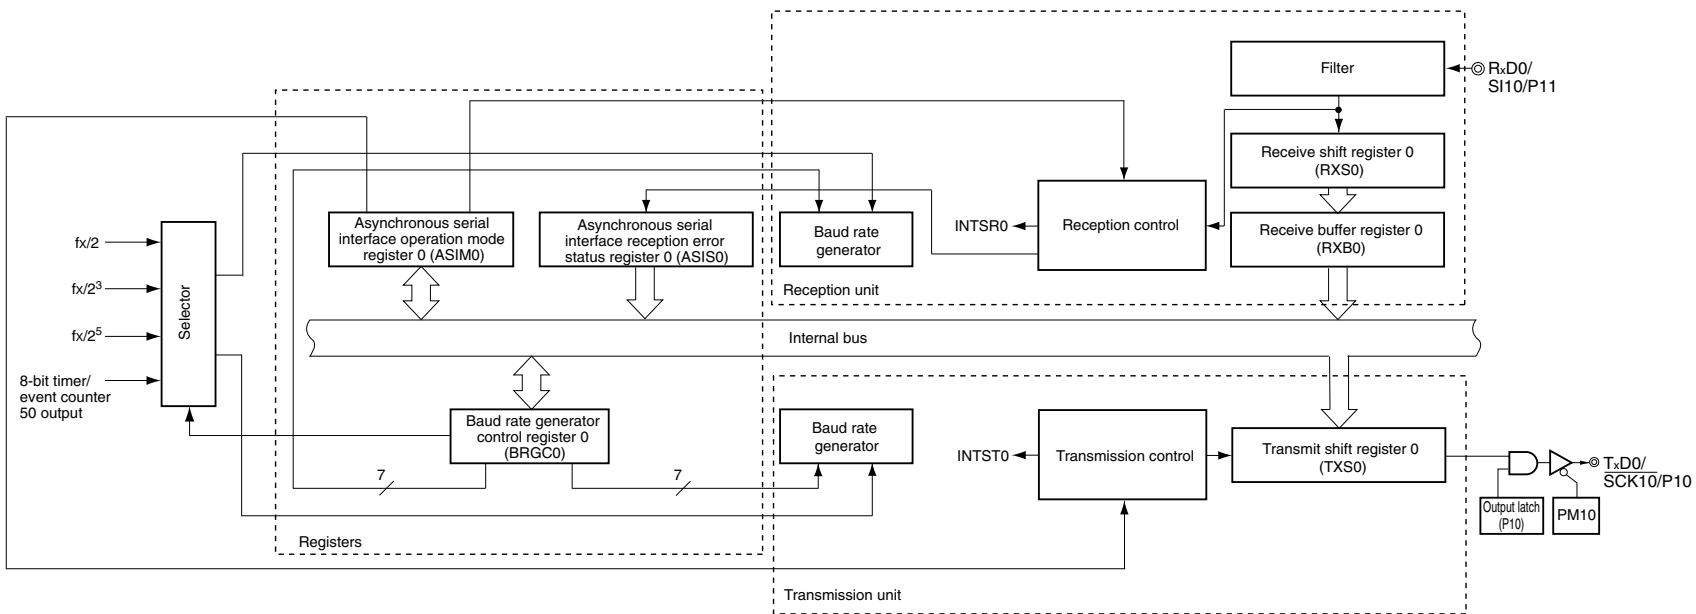 Filter
RxD0/
SI10/P11
Receive shift register 0
(RXS0)
Asynchronous serial
interface operation mode
register 0 (ASIM0)
Asynchronous serial
interface reception error
status register 0 (ASIS0)
Baud rate
generator
INTSR0
Reception control
Receive buffer register 0
(RXB0)
Reception unit
fx/2
fx/2³
fx/2⁵
8-bit timer/
event counter
50 output
Selector
Internal bus
Baud rate generator
control register 0
(BRGC0)
7
7
Baud rate
generator
INTST0
Transmission control
Transmit shift register 0
(TXS0)
TxD0/
SCK10/P10
Output latch
(P10)
PM10
Registers
Transmission unit